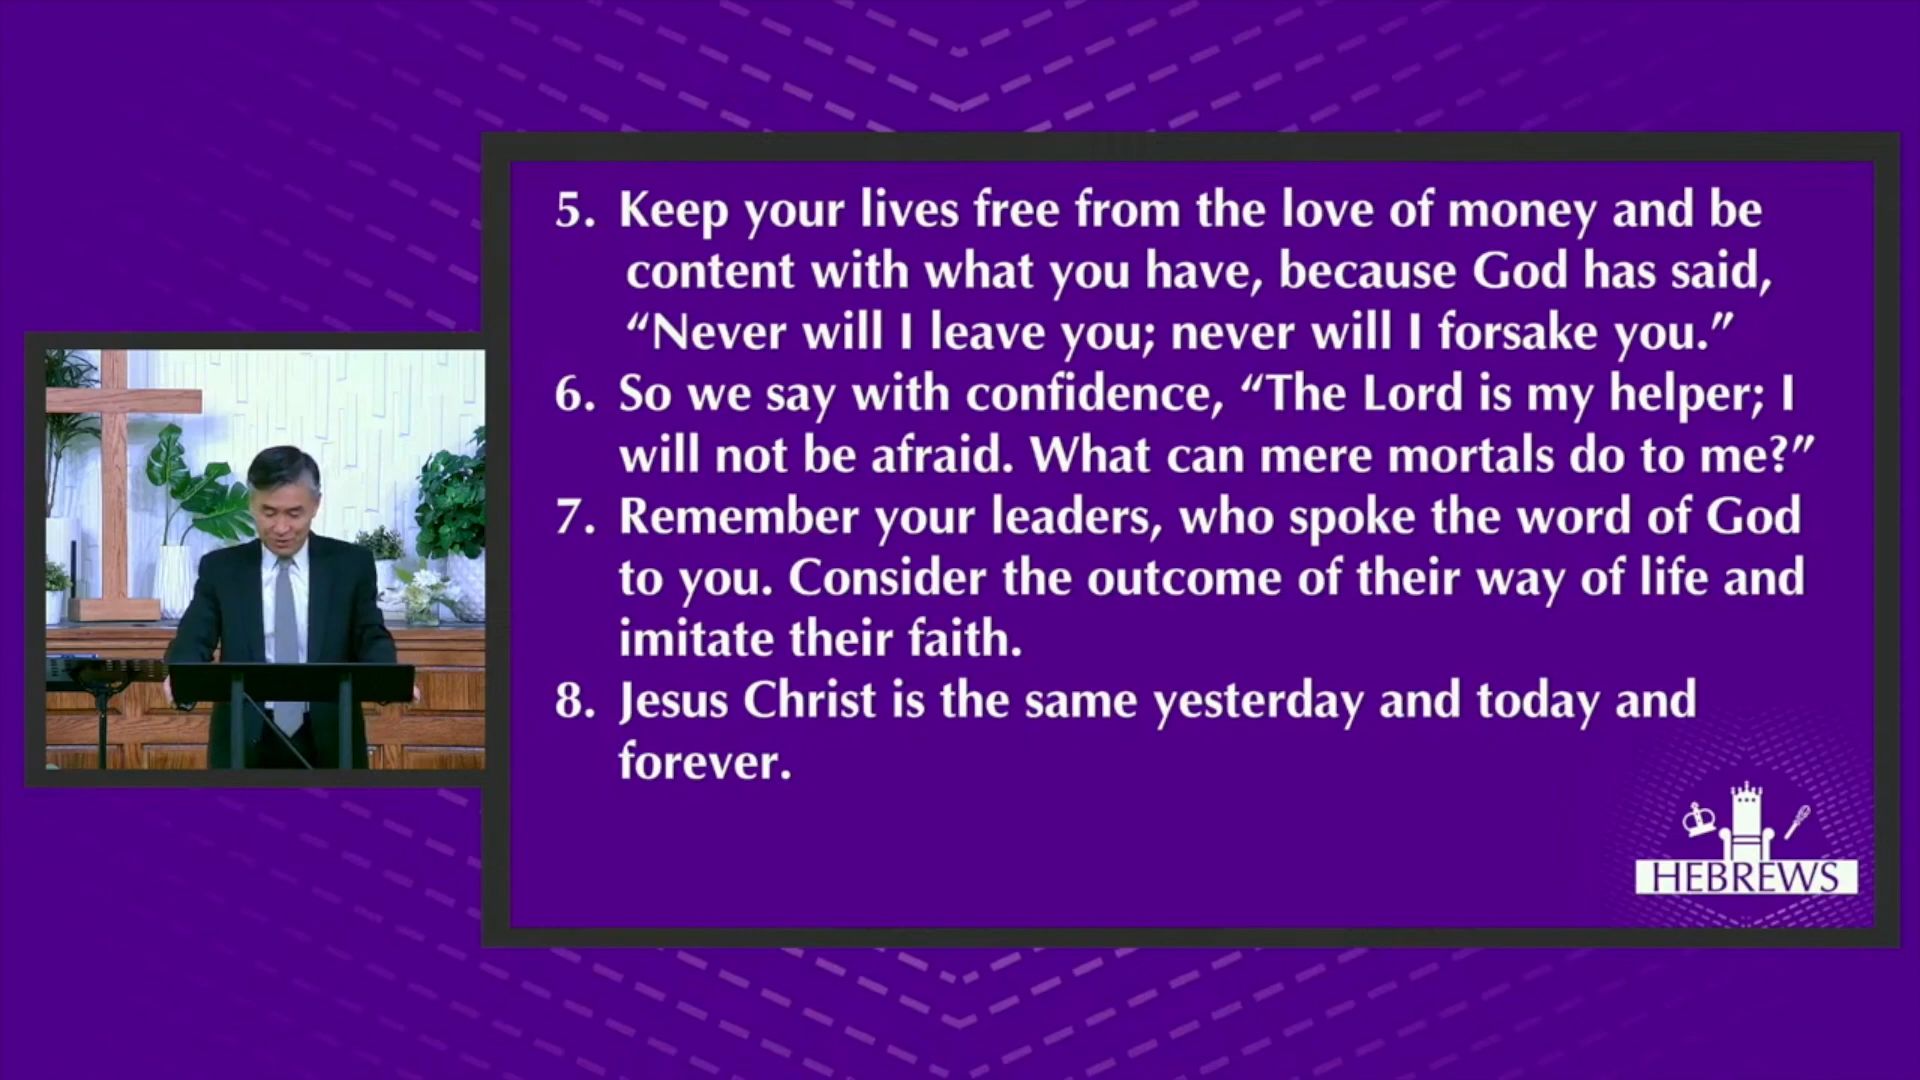 5. Keep your lives free from the love of money and be
content with what you have, because God has said,
“Never will I leave you; never will I forsake you.”
6. So we say with confidence, “The Lord is my helper; I
will not be afraid. What can mere mortals do to me?”
7. Remember your leaders, who spoke the word of God
to you. Consider the outcome of their way of life and
imitate their faith.
8. Jesus Christ is the same yesterday and today and
forever.
HEBREWS